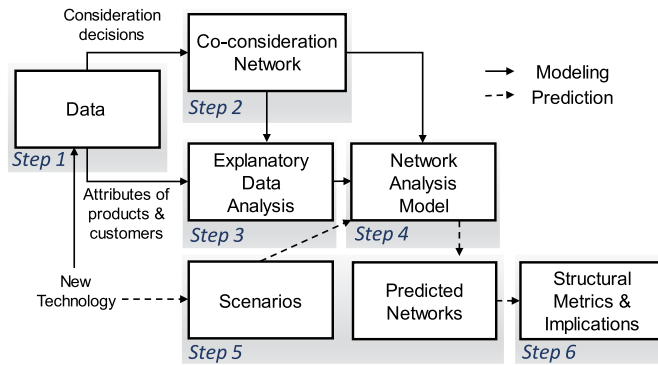 Consideration
decisions
Co-consideration
Network
Modeling
Prediction
Data
Step 2
Step 1
Explanatory
Data
Analysis
Network
Analysis
Model
Attributes of
products &
customers
Step 3
Step 4
New
Technology
Scenarios
Predicted
Networks
Structural
Metrics &
Implications
Step 5
Step 6